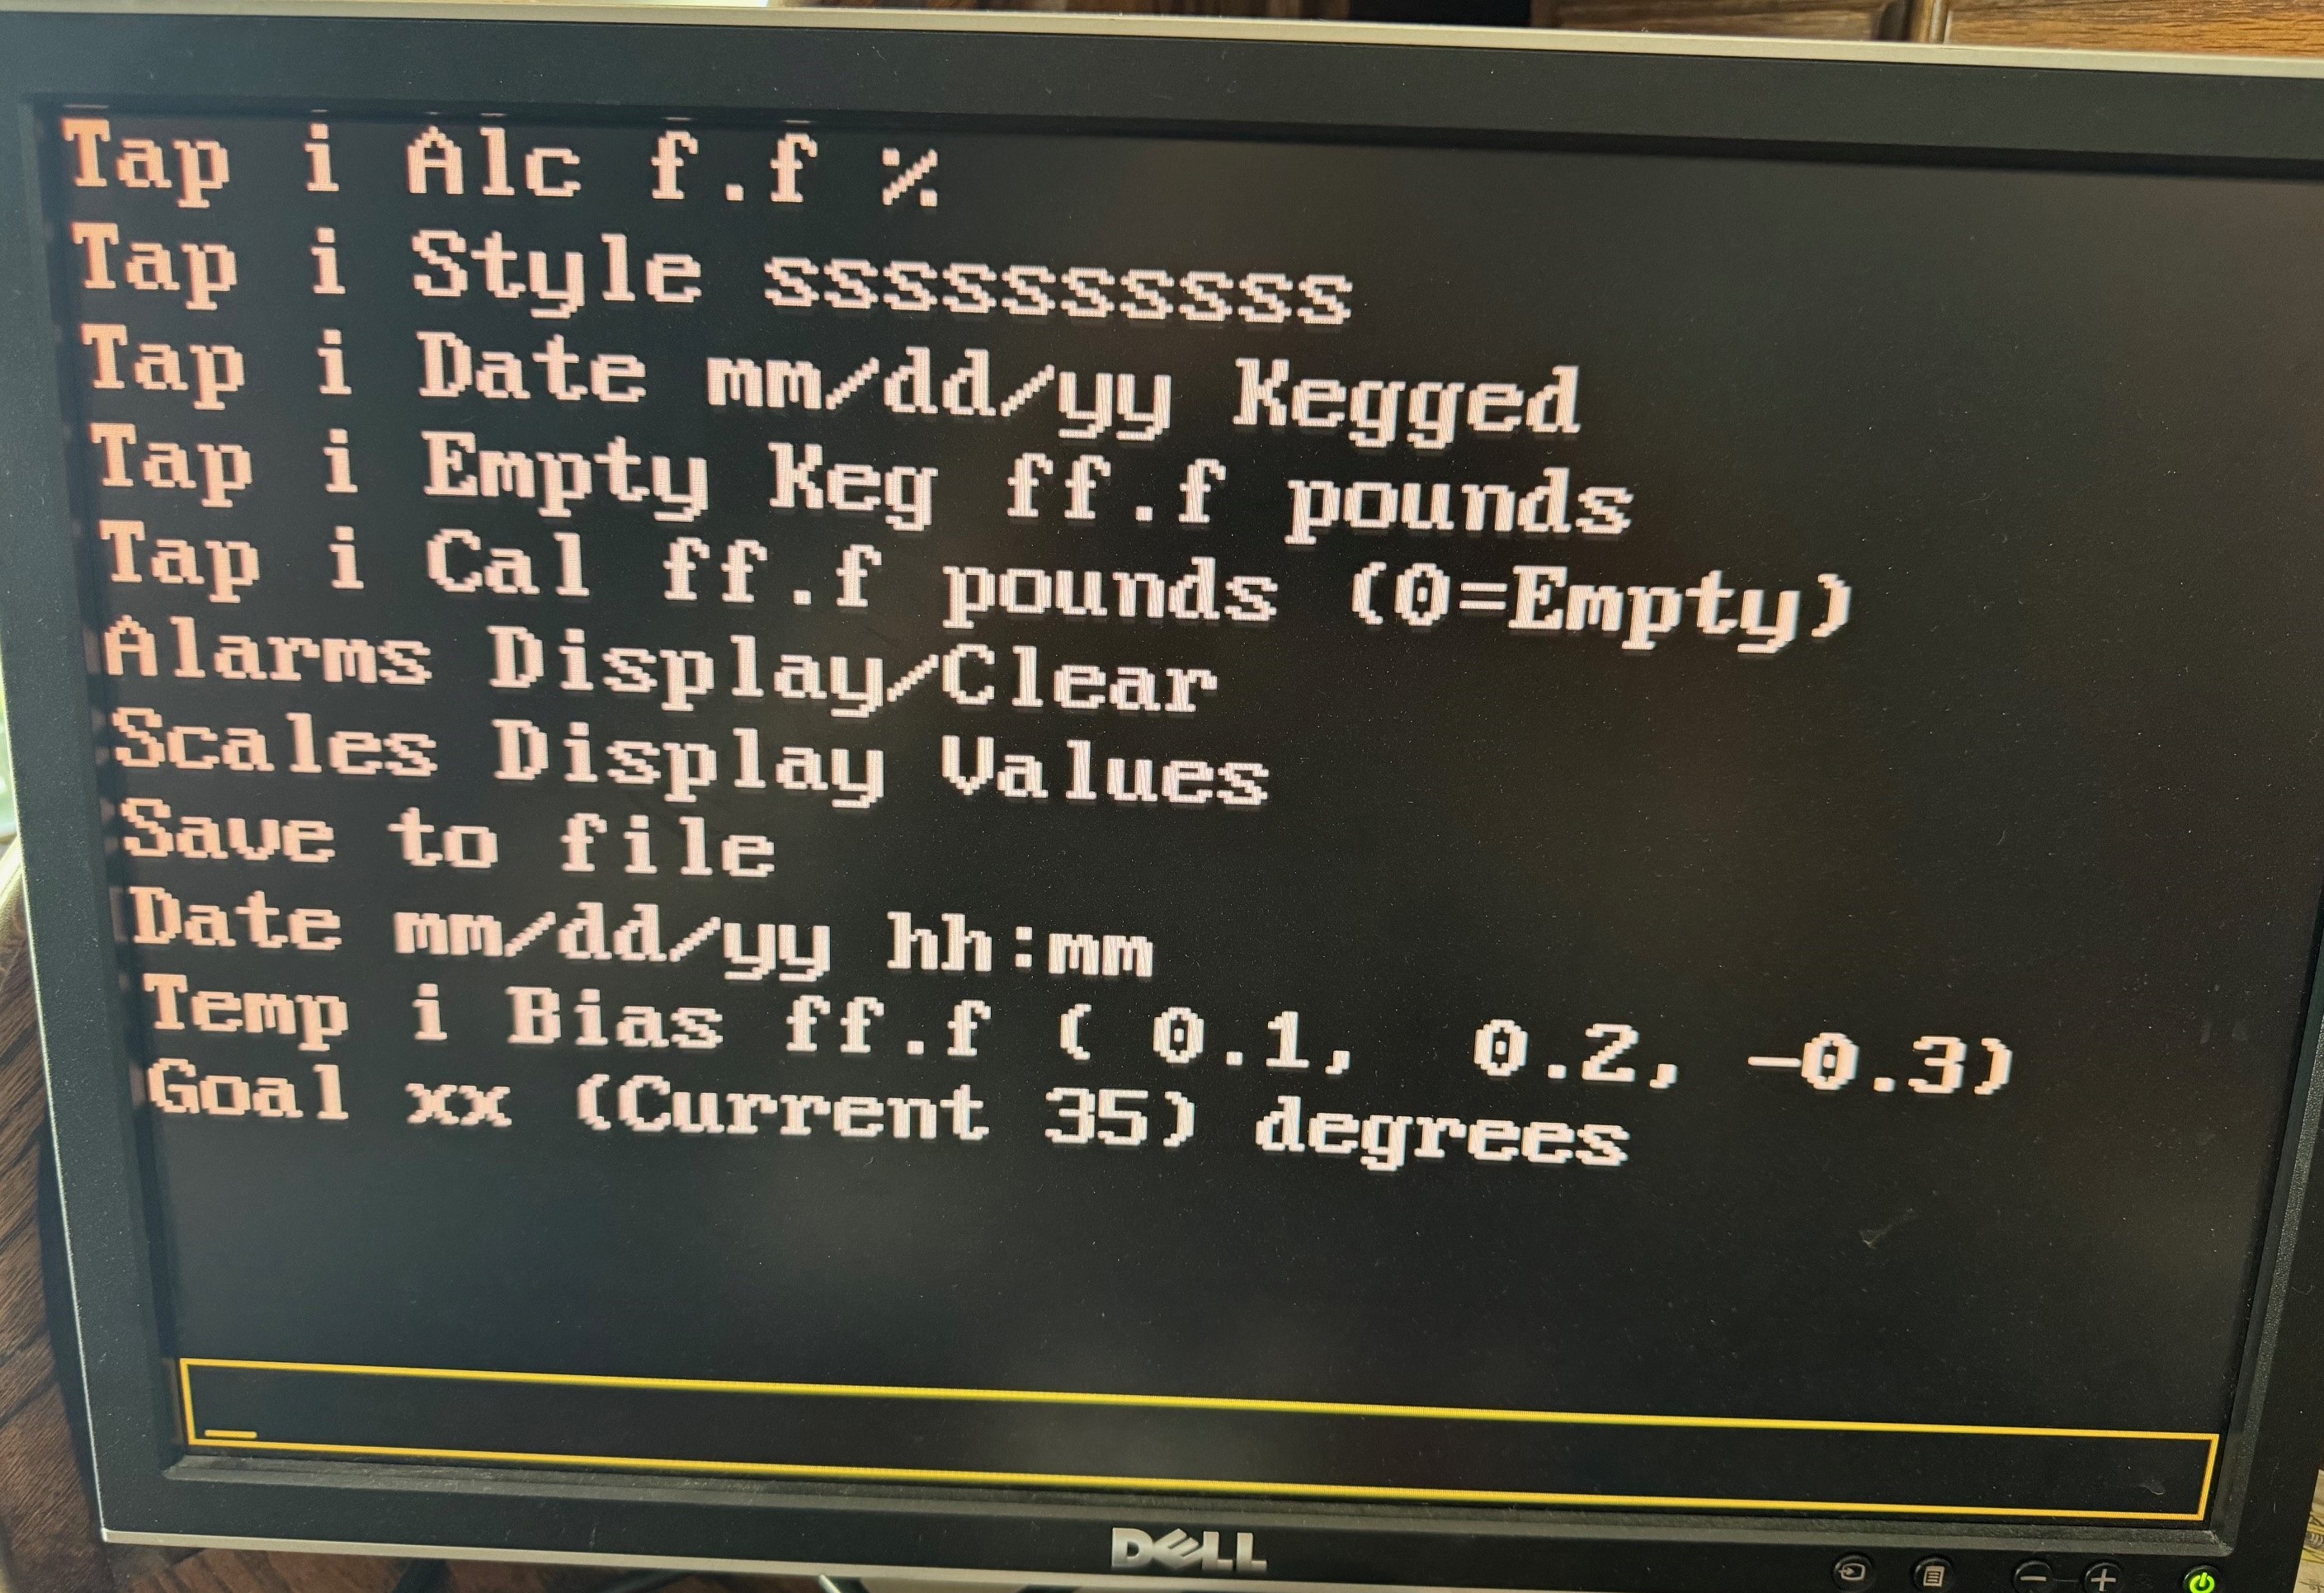 Tap i Alc f.f %
Tap i Style ssssssssss
Tap i Date mm/dd/yy Kegged
Tap i Empty Keg ff.f pounds
Tap i Cal ff.f pounds (0=Empty)
Alarms Display/Clear
Scales Display Values
Save to file
Date mm/dd/yy hh:mm
Temp i Bias ff.f ( 0.1,  0.2, -0.3)
Goal xx (Current 35) degrees
DELL